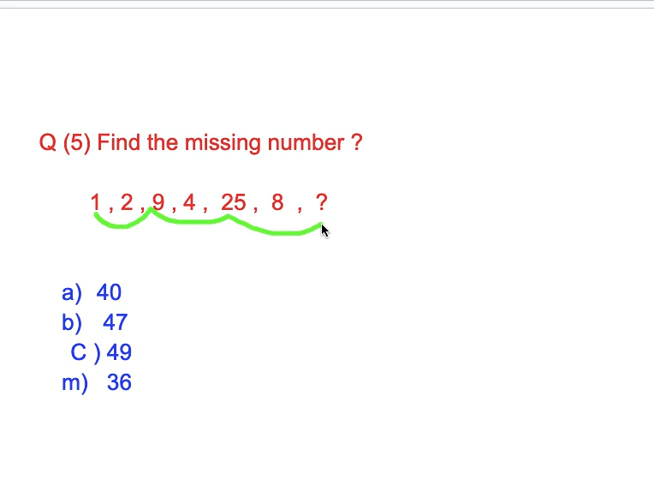 Q (5) Find the missing number ?
1 , 2 , 9 , 4 , 25 , 8 , ?
a) 40
b) 47
C ) 49
m) 36